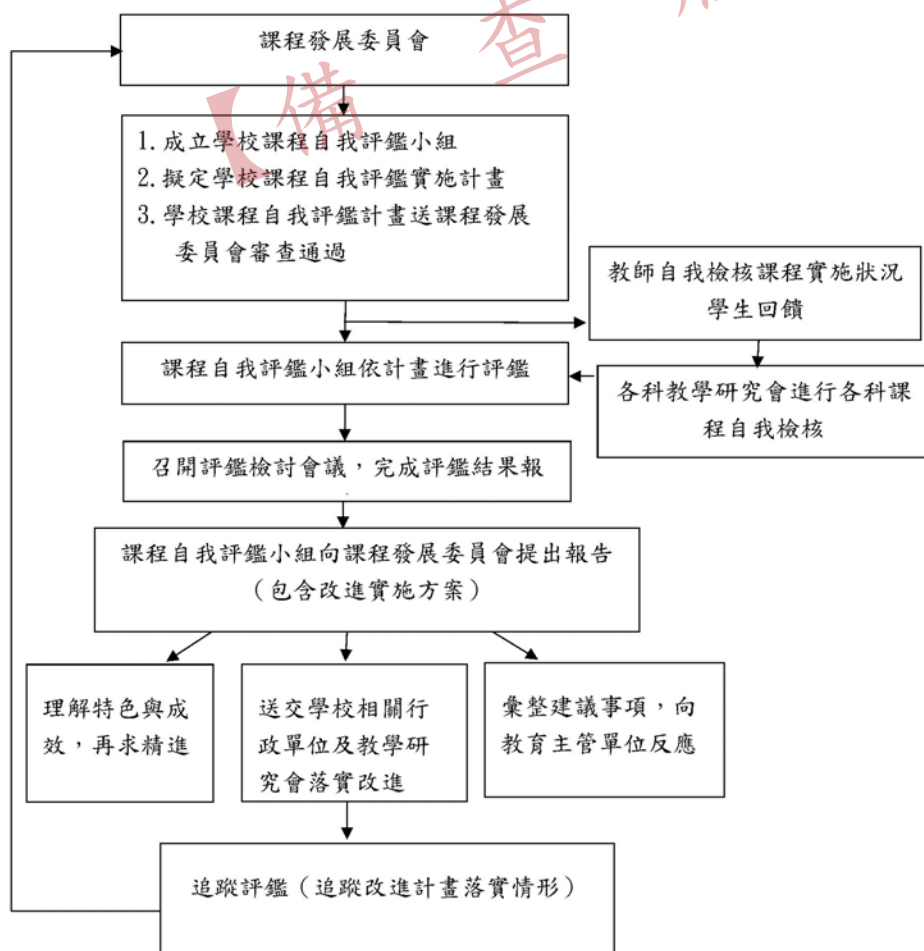 課程發展委員會
【備查
1. 成立學校課程自我評鑑小組
2. 擬定學校課程自我評鑑實施計畫
3. 學校課程自我評鑑計畫送課程發展
委員會審查通過
教師自我檢核課程實施狀況
學生回饋
課程自我評鑑小組依計畫進行評鑑
各科教學研究會進行各科課
程自我檢核
召開評鑑檢討會議，完成評鑑結果報
課程自我評鑑小組向課程發展委員會提出報告
（包含改進實施方案）
理解特色與成
效，再求精進
送交學校相關行
政單位及教學研
究會落實改進
彙整建議事項，向
教育主管單位反應
追蹤評鑑（追蹤改進計畫落實情形）